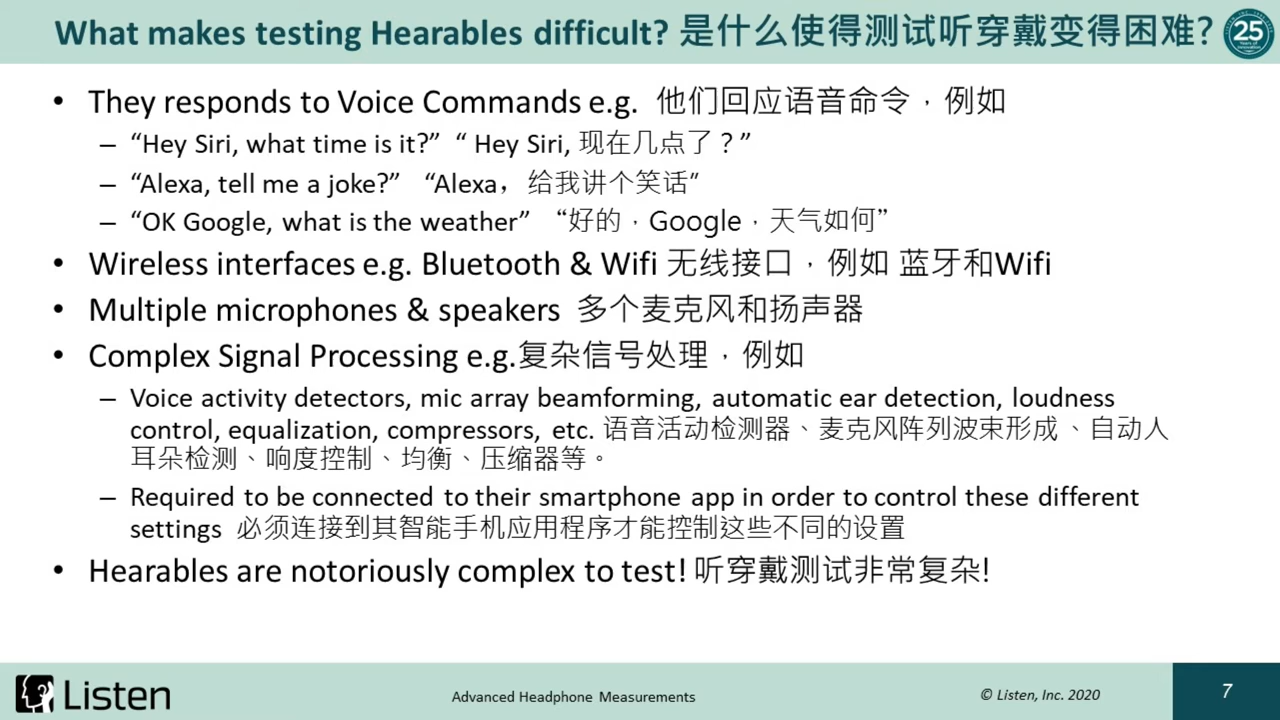 What makes testing Hearables difficult? 是什么使得测试听穿戴变得困难?
25
Years of
Innovation
• They responds to Voice Commands e.g. 他们回应语音命令，例如
– “Hey Siri, what time is it?” “ Hey Siri, 现在几点了？”
– “Alexa, tell me a joke?” “Alexa，给我讲个笑话”
– “OK Google, what is the weather” “好的，Google，天气如何”
• Wireless interfaces e.g. Bluetooth & Wifi 无线接口，例如 蓝牙和Wifi
• Multiple microphones & speakers 多个麦克风和扬声器
• Complex Signal Processing e.g.复杂信号处理，例如
– Voice activity detectors, mic array beamforming, automatic ear detection, loudness
control, equalization, compressors, etc. 语音活动检测器、麦克风阵列波束形成、自动人
耳朵检测、响度控制、均衡、压缩器等。
– Required to be connected to their smartphone app in order to control these different
settings 必须连接到其智能手机应用程序才能控制这些不同的设置
• Hearables are notoriously complex to test! 听穿戴测试非常复杂!
Listen
Advanced Headphone Measurements
© Listen, Inc. 2020
7